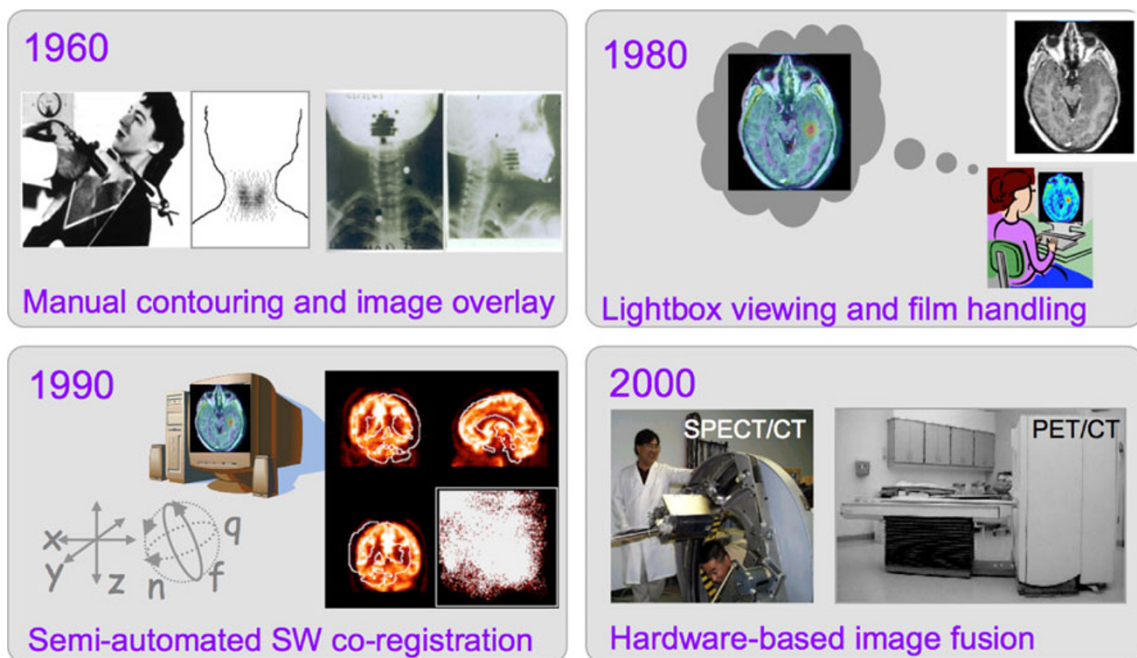 1960
Manual contouring and image overlay
1980
Lightbox viewing and film handling
1990
x
y
z
n
f
q
Semi-automated SW co-registration
2000
SPECT/CT
PET/CT
Hardware-based image fusion